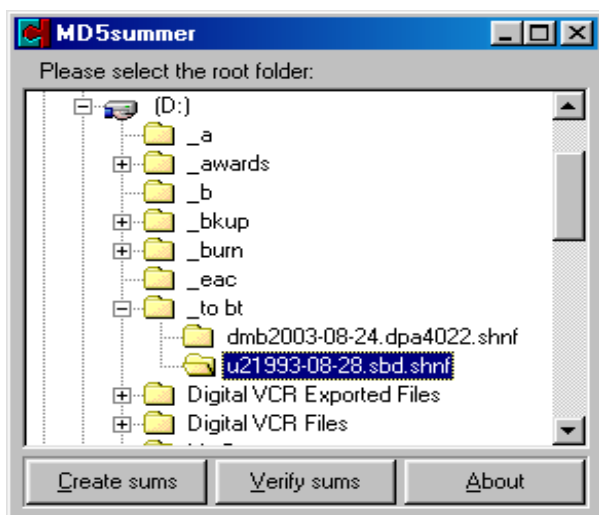 MD5summer
Please select the root folder:
(D:)
_a
_awards
_b
_bkup
_burn
_eac
_to bt
dmb2003-08-24.dpa4022.shnf
u21993-08-28.sbd.shnf
Digital VCR Exported Files
Digital VCR Files
Create sums Verify sums About